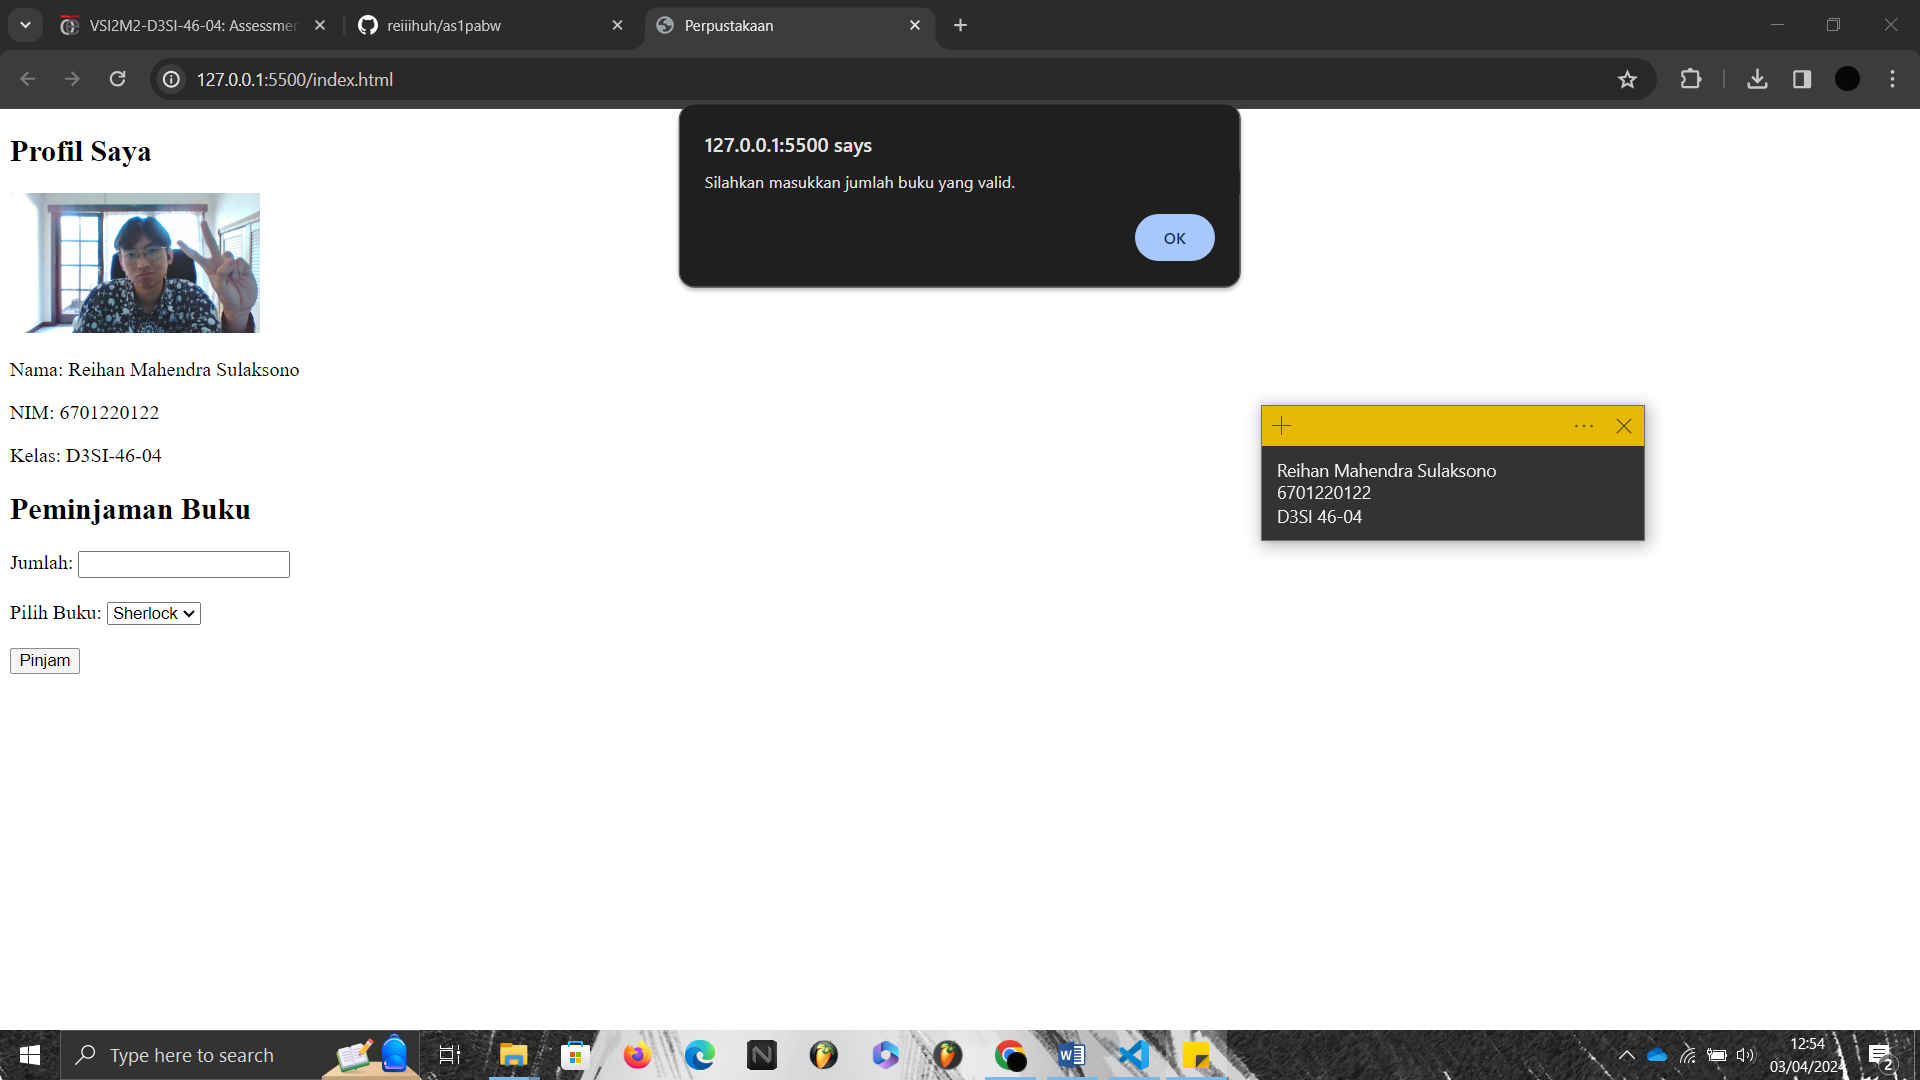 VSI2M2-D3SI-46-04: Assessmen
reiiihuh/as1pabw
Perpustakaan
127.0.0.1:5500/index.html
127.0.0.1:5500 says
Silahkan masukkan jumlah buku yang valid.
OK
Profil Saya
Nama: Reihan Mahendra Sulaksono
NIM: 6701220122
Kelas: D3SI-46-04
Peminjaman Buku
Jumlah:
Pilih Buku: Sherlock
Pinjam
Reihan Mahendra Sulaksono
6701220122
D3SI 46-04
Type here to search
12:54
03/04/2024
2